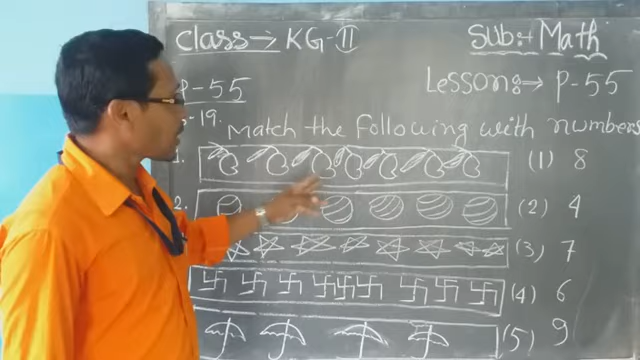 Class → KG-II
Sub:- Math
P-55
Lesson:→ P-55
-19. Match the Following with numbers
1. (1) 8
2. (2) 4
(3) 7
(4) 6
(5) 9